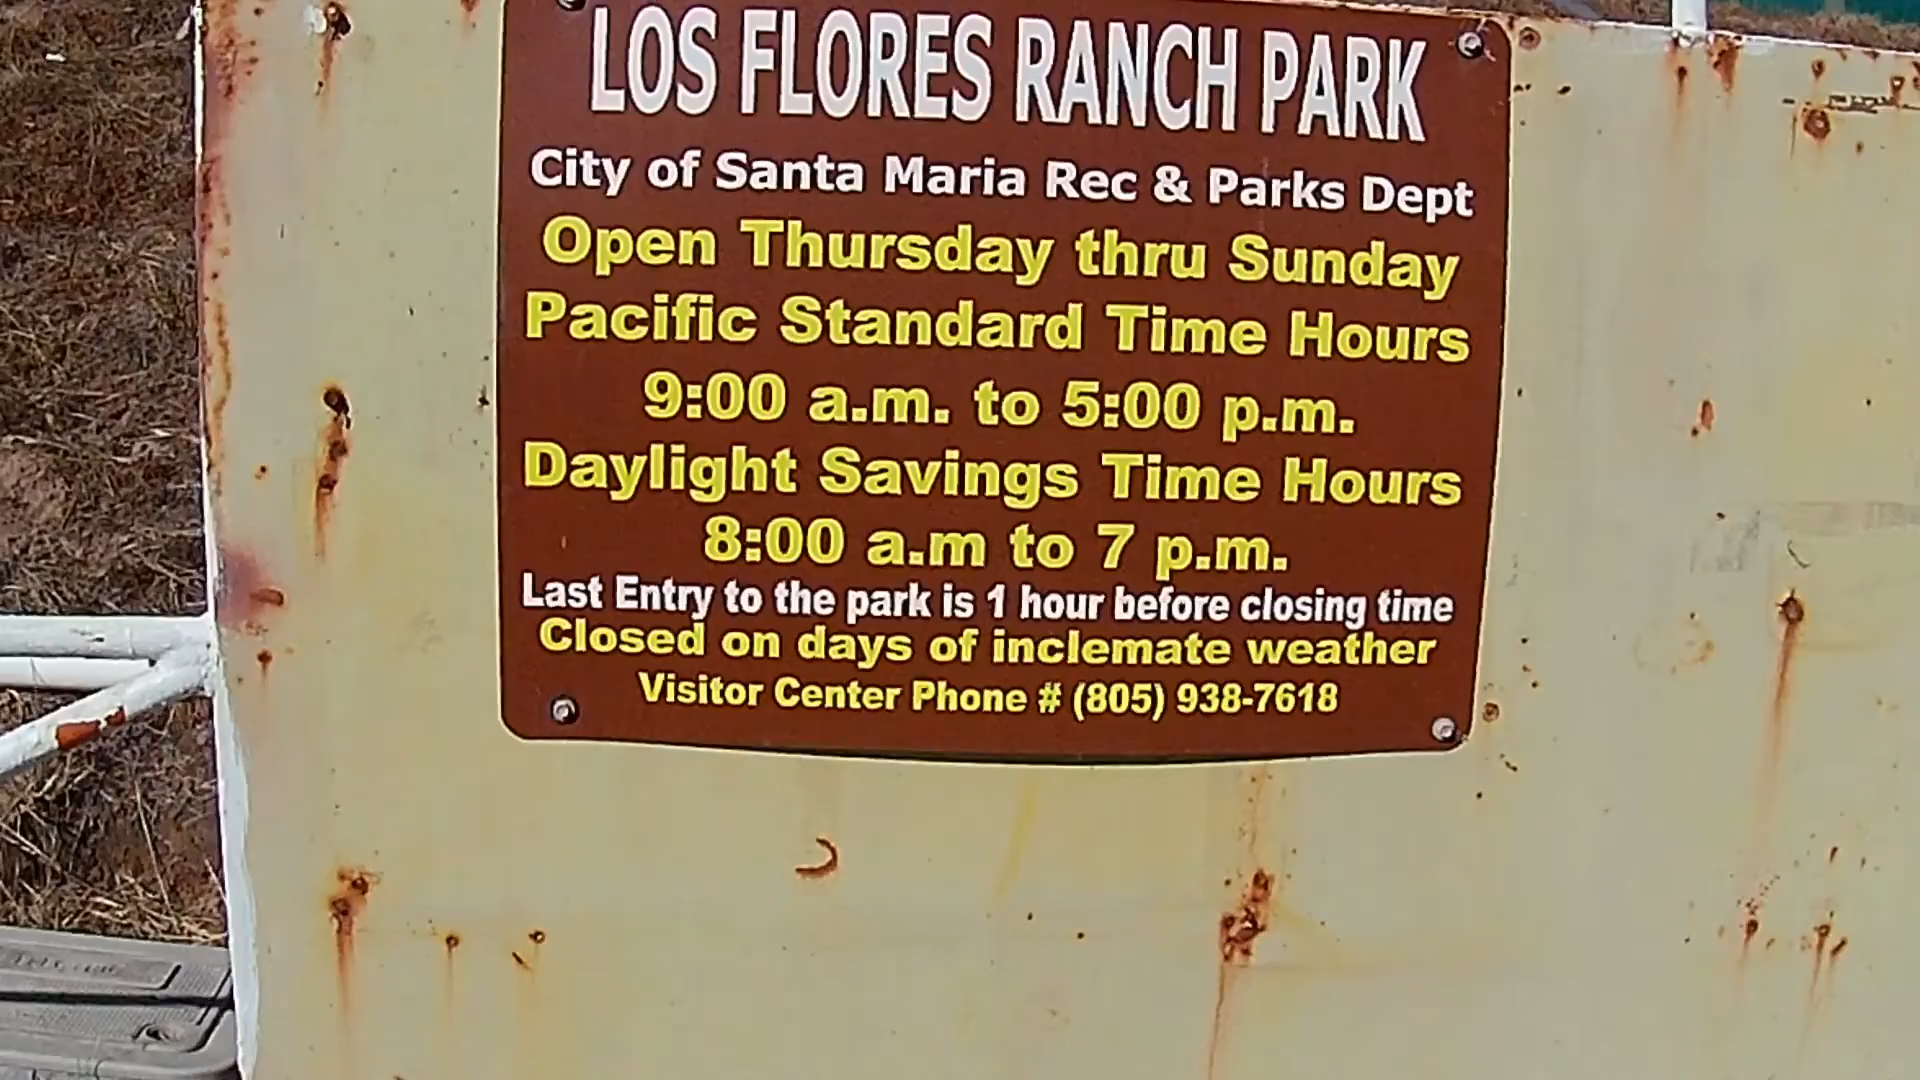 LOS FLORES RANCH PARK
City of Santa Maria Rec & Parks Dept
Open Thursday thru Sunday
Pacific Standard Time Hours
9:00 a.m. to 5:00 p.m.
Daylight Savings Time Hours
8:00 a.m to 7 p.m.
Last Entry to the park is 1 hour before closing time
Closed on days of inclemate weather
Visitor Center Phone # (805) 938-7618